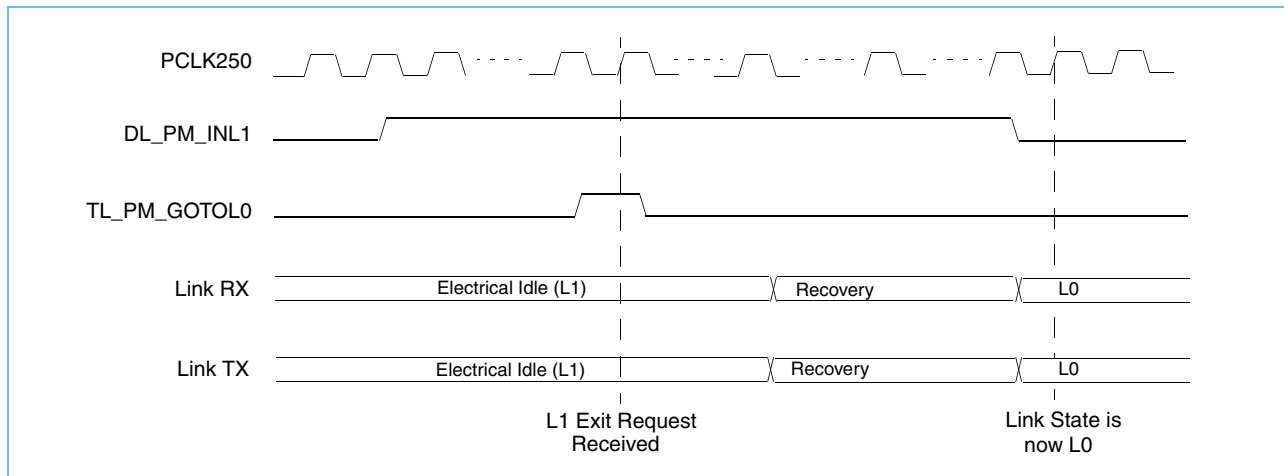 PCLK250
DL_PM_INL1
TL_PM_GOTOL0
Link RX
Electrical Idle (L1)
Recovery
L0
Link TX
Electrical Idle (L1)
Recovery
L0
L1 Exit Request
Received
Link State is
now L0